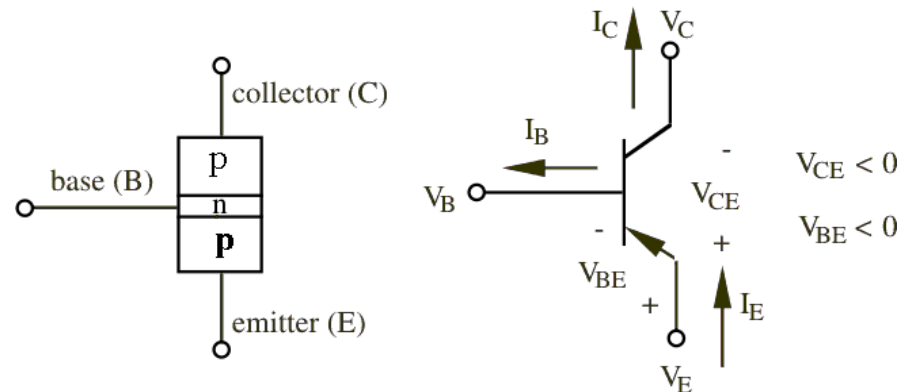 collector (C)
p
base (B)
n
p
emitter (E)
I_C
V_C
I_B
V_B
-
V_CE
+
-
V_BE
+
I_E
V_E
V_CE < 0
V_BE < 0